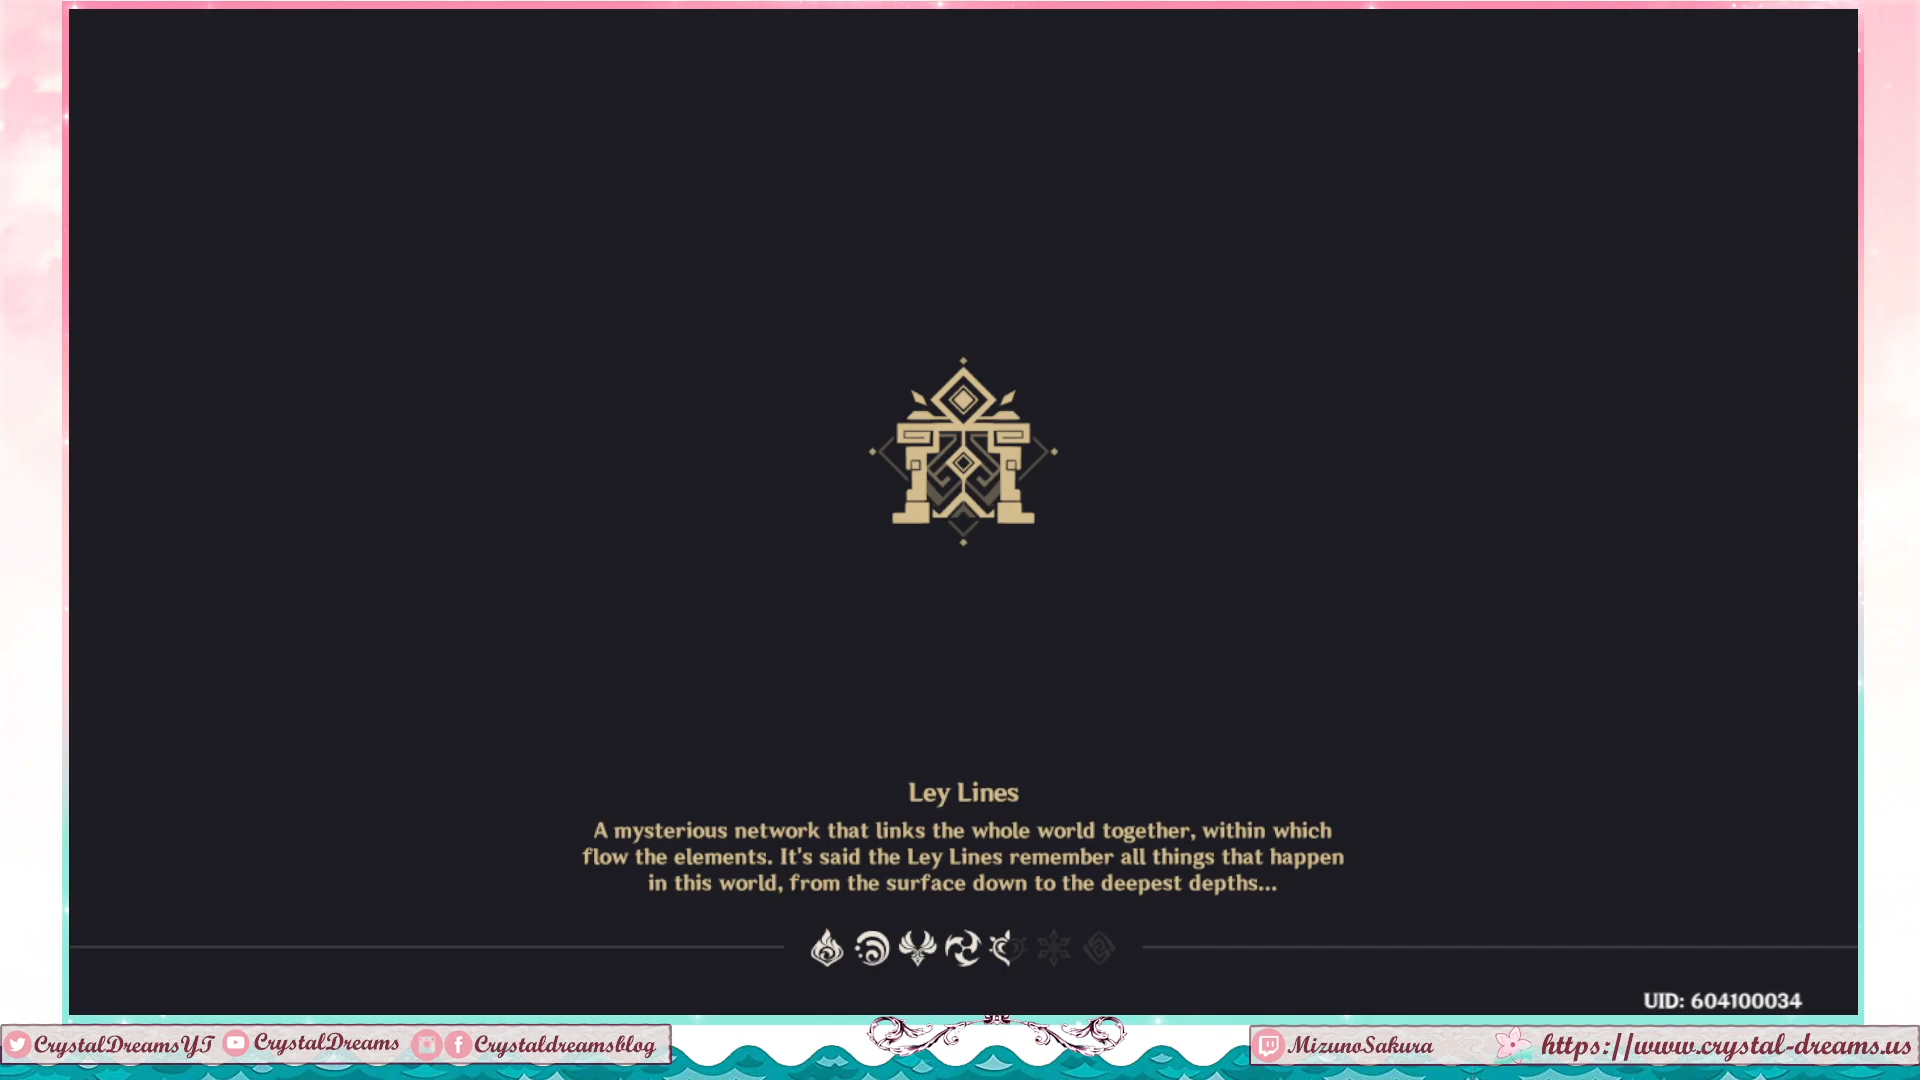 Ley Lines
A mysterious network that links the whole world together, within which
flow the elements. It's said the Ley Lines remember all things that happen
in this world, from the surface down to the deepest depths...
UID: 604100034
CrystalDreamsYT CrystalDreams Crystaldreamsblog MizunoSakura https://www.crystal-dreams.us